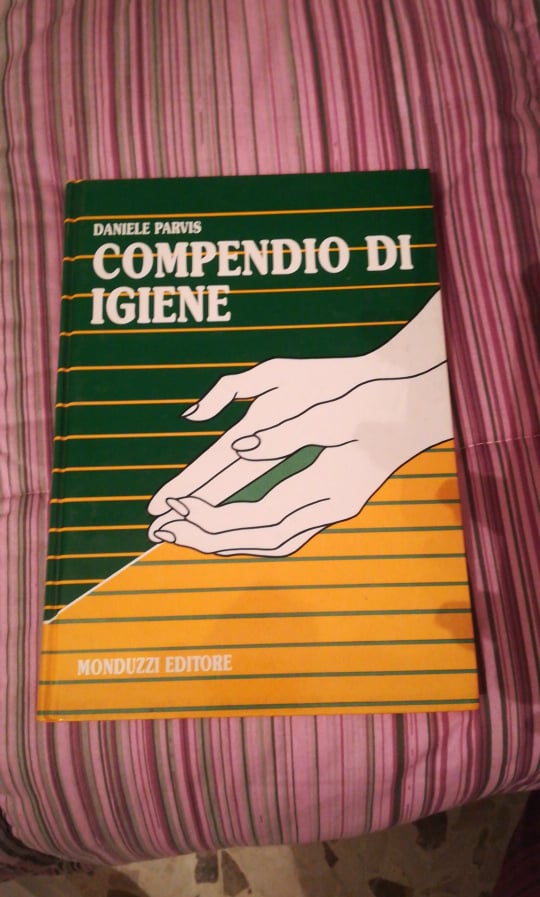 DANIELE PARVIS
COMPENDIO DI
IGIENE
MONDUZZI EDITORE